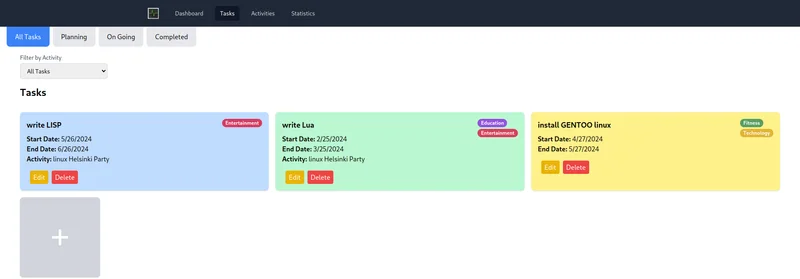 Dashboard Tasks Activities Statistics
All Tasks Planning On Going Completed
Filter by Activity
All Tasks
Tasks
write LISP
Entertainment
Start Date: 5/26/2024
End Date: 6/26/2024
Activity: linux Helsinki Party
Edit Delete
write Lua
Education
Entertainment
Start Date: 2/25/2024
End Date: 3/25/2024
Activity: linux Helsinki Party
Edit Delete
install GENTOO linux
Fitness
Technology
Start Date: 4/27/2024
End Date: 5/27/2024
Edit Delete